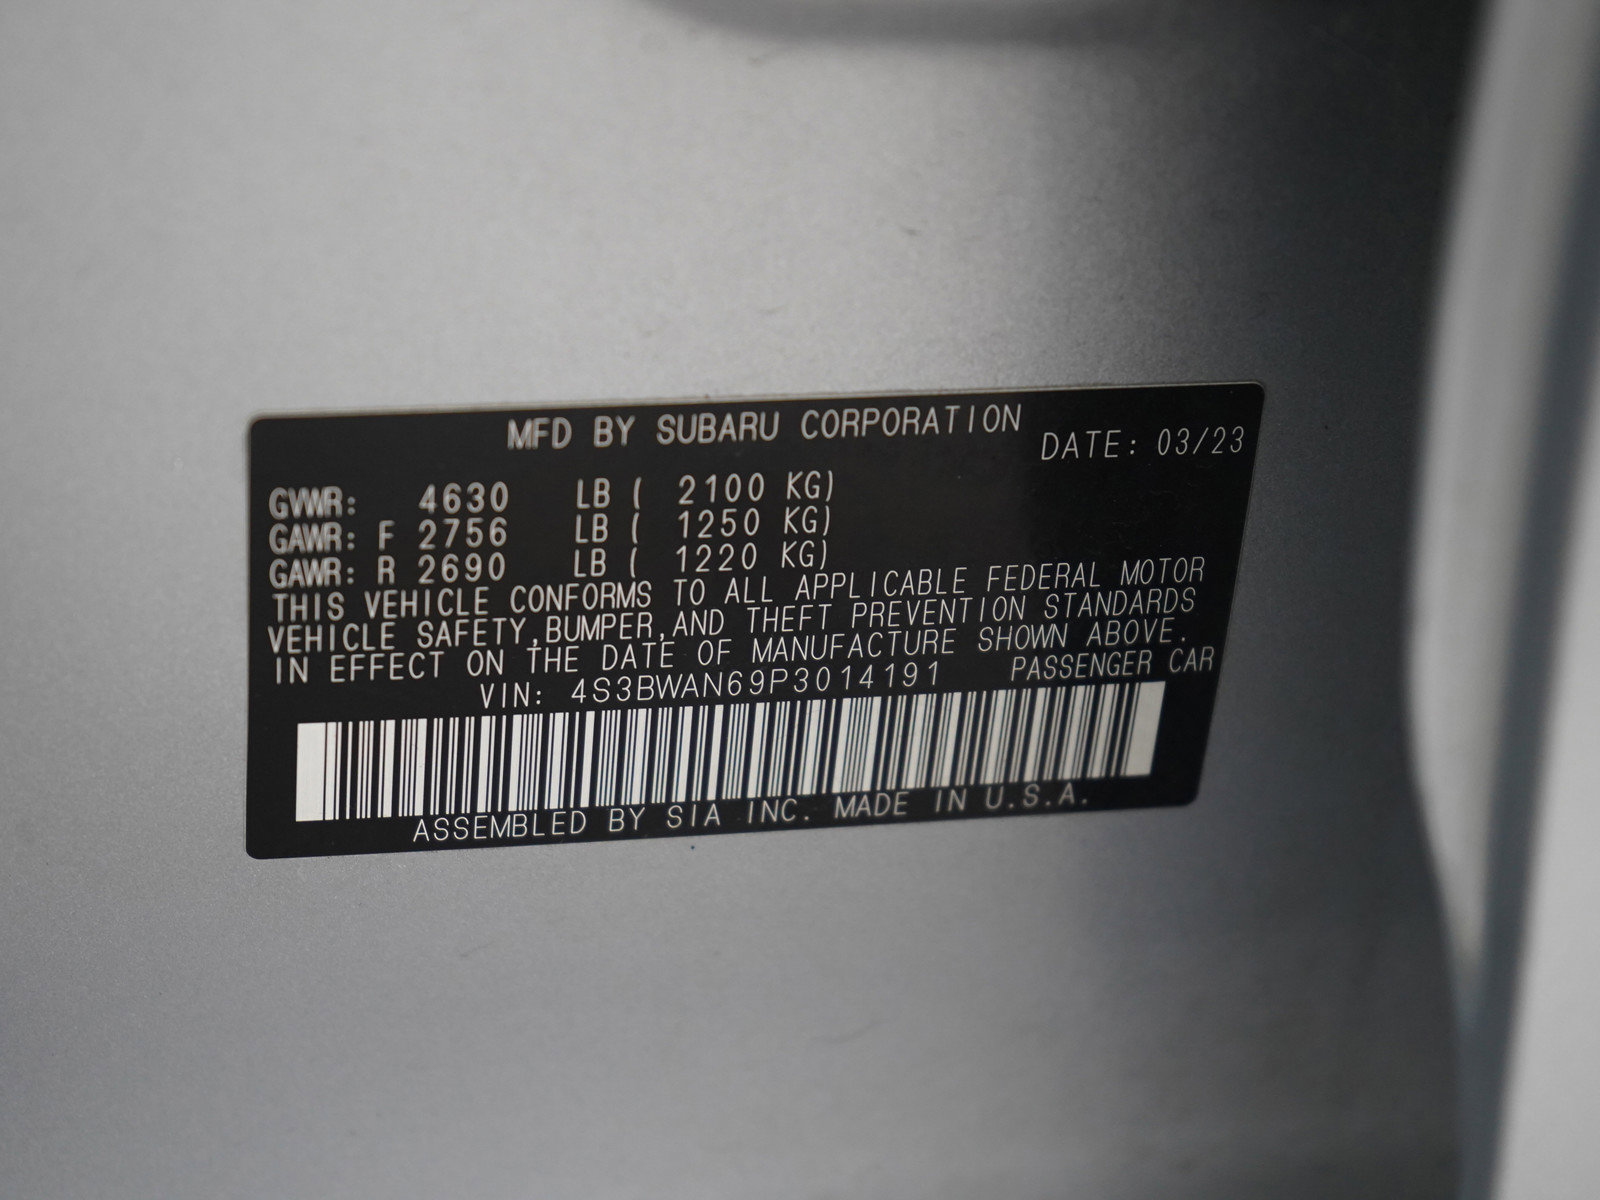 MFD BY SUBARU CORPORATION
DATE: 03/23
GVWR: 4630 LB ( 2100 KG)
GAWR: F 2756 LB ( 1250 KG)
GAWR: R 2690 LB ( 1220 KG)
THIS VEHICLE CONFORMS TO ALL APPLICABLE FEDERAL MOTOR
VEHICLE SAFETY,BUMPER,AND THEFT PREVENTION STANDARDS
IN EFFECT ON THE DATE OF MANUFACTURE SHOWN ABOVE.
VIN: 4S3BWAN69P3014191 PASSENGER CAR
ASSEMBLED BY SIA INC. MADE IN U.S.A.